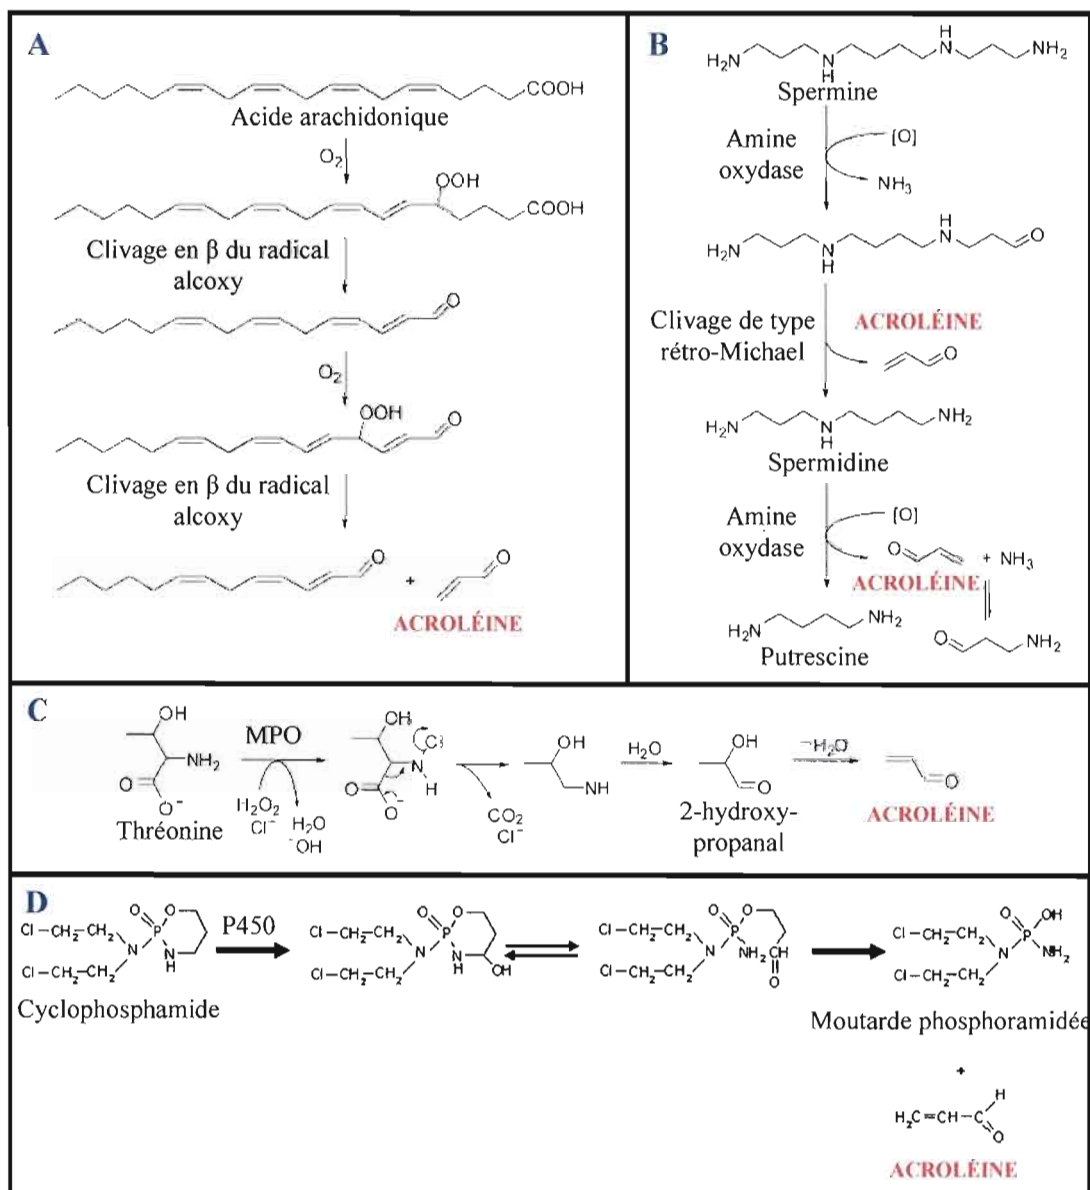 A
COOH
Acide arachidonique
O₂
OOH
COOH
Clivage en β du radical
alcoxy
O
O₂
OOH
O
Clivage en β du radical
alcoxy
O
+
O
ACROLÉINE
B
H₂N
N
H
H
N
NH₂
Spermine
Amine
oxydase
[O]
NH₃
H₂N
N
H
H
N
O
Clivage de type
rétro-Michael
ACROLÉINE
O
H₂N
N
H
NH₂
Spermidine
Amine
oxydase
[O]
O
+ NH₃
ACROLÉINE
H₂N
NH₂
Putrescine
O
NH₂
C
OH
NH₂
O
O⁻
Thréonine
MPO
H₂O₂
Cl⁻
H₂O
⁻OH
OH
Cl
N
H
O
O⁻
CO₂
Cl⁻
OH
NH
H₂O
OH
O
2-hydroxy-
propanal
⁻H₂O
O
ACROLÉINE
D
Cl–CH₂–CH₂
Cl–CH₂–CH₂
N
O
P
O
N
H
Cyclophosphamide
P450
Cl–CH₂–CH₂
Cl–CH₂–CH₂
N
O
P
O
N
H
OH
Cl–CH₂–CH₂
Cl–CH₂–CH₂
N
O
P
O
NH₂
CH
O
Cl–CH₂–CH₂
Cl–CH₂–CH₂
N
O
P
OH
NH₂
Moutarde phosphoramidée
+
H₂C=CH–C
H
O
ACROLÉINE